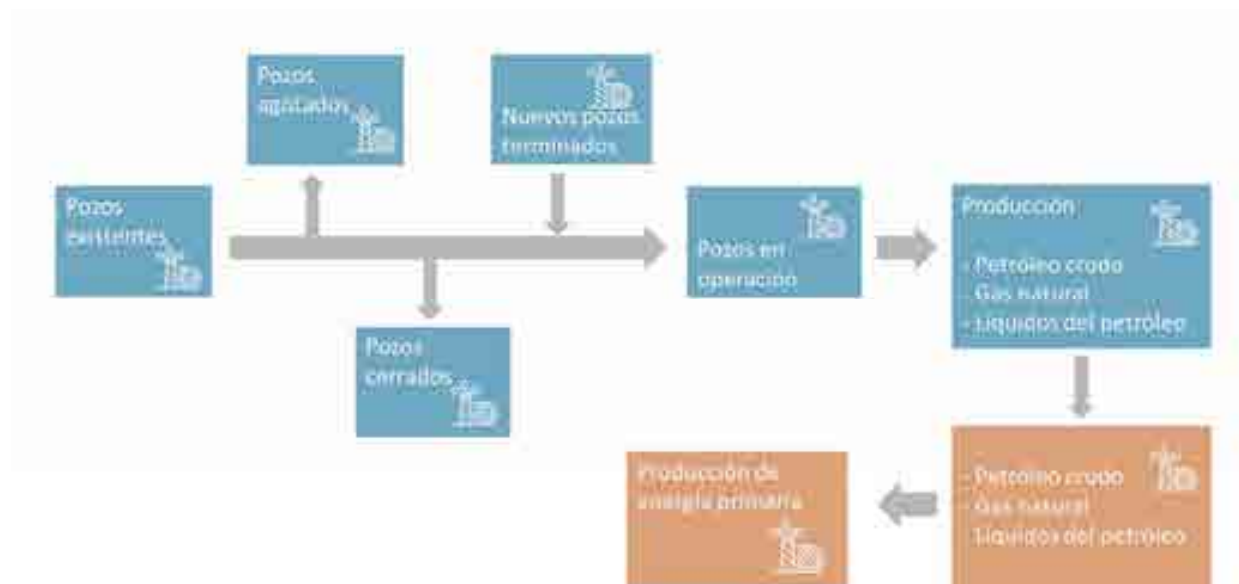 Pozos
agotados
Nuevos pozos
terminados
Pozos
existentes
Pozos en
operación
Producción
- Petróleo crudo
- Gas natural
- Líquidos del petróleo
Pozos
cerrados
- Petróleo crudo
- Gas natural
Líquidos del petróleo
Producción de
energía primaria